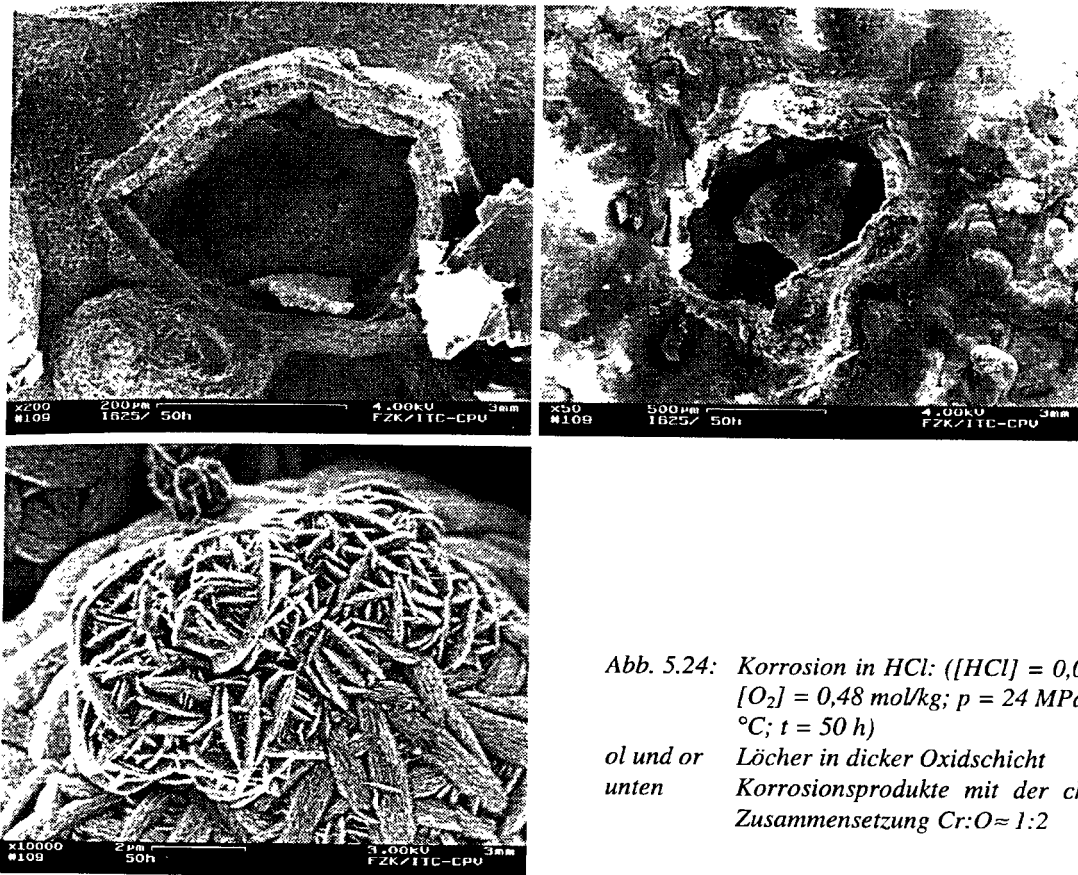 x200 200µm 4.00kV 3mm
#109 IG25/ 50h FZK/ITC-CPV
x50 500µm 4.00kV 3mm
#109 IG25/ 50h FZK/ITC-CPV
x10000 2µm 3.00kV 3mm
#109 50h FZK/ITC-CPV
Abb. 5.24: Korrosion in HCl: ([HCl] = 0,0
[O₂] = 0,48 mol/kg; p = 24 MPa
°C; t = 50 h)
ol und or Löcher in dicker Oxidschicht
unten Korrosionsprodukte mit der
Zusammensetzung Cr:O≈ 1:2